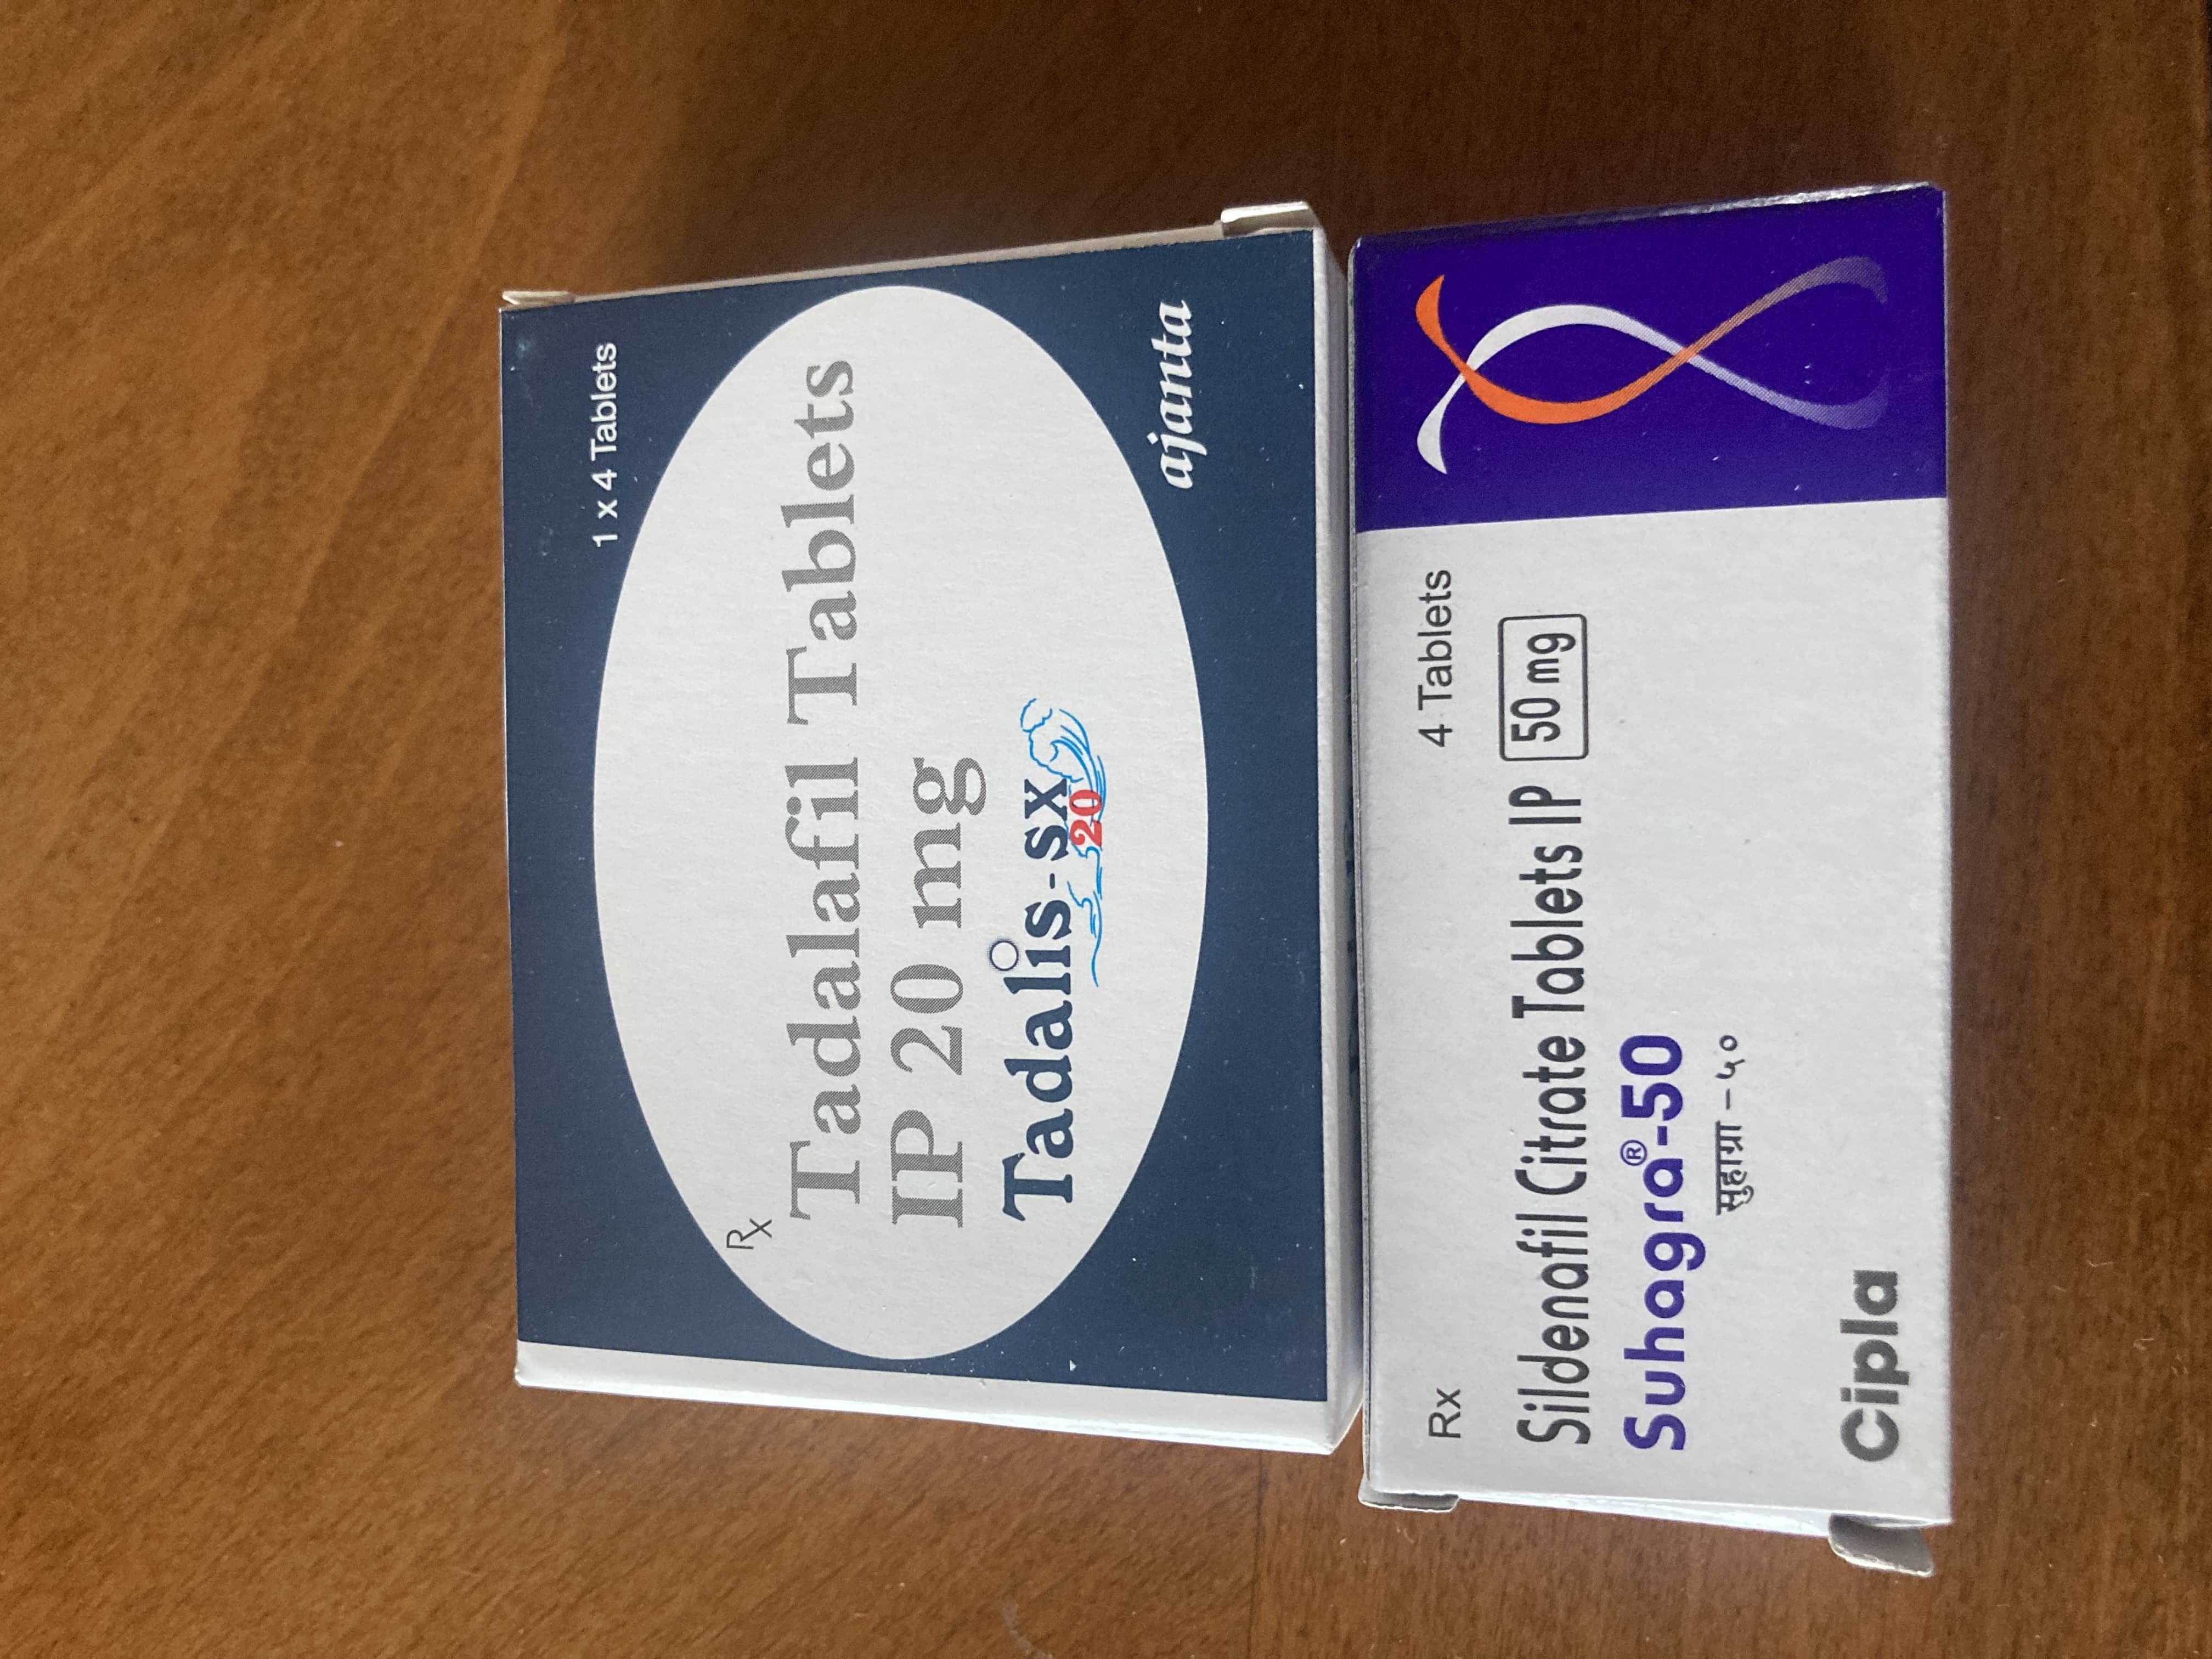 1 x 4 Tablets
Rx
Tadalafil Tablets
IP 20 mg
Tadalis-sx
20
ajanta
Rx
4 Tablets
Sildenafil Citrate Tablets IP 50 mg
Suhagra®-50
सुहाग्रा-५०
Cipla